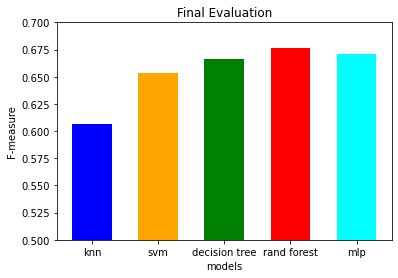 Final Evaluation
0.700
0.675
0.650
0.625
0.600
0.575
0.550
0.525
0.500
F-measure
knn svm decision tree rand forest mlp
models